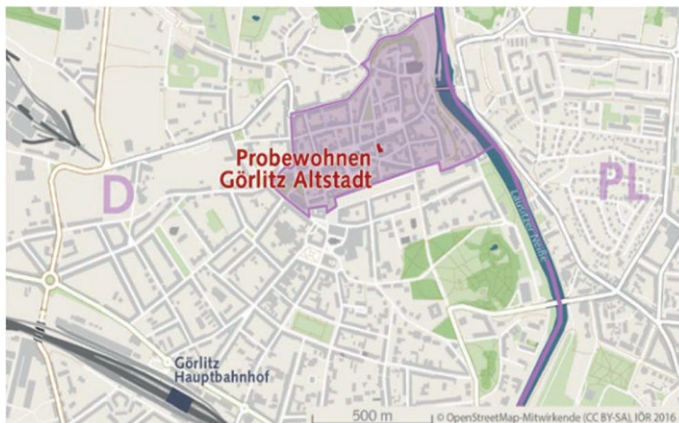 Probewohnen
Görlitz Altstadt
D
PL
Lausitzer Neiße
Görlitz
Hauptbahnhof
500 m
© OpenStreetMap-Mitwirkende (CC BY-SA), IÖR 2016